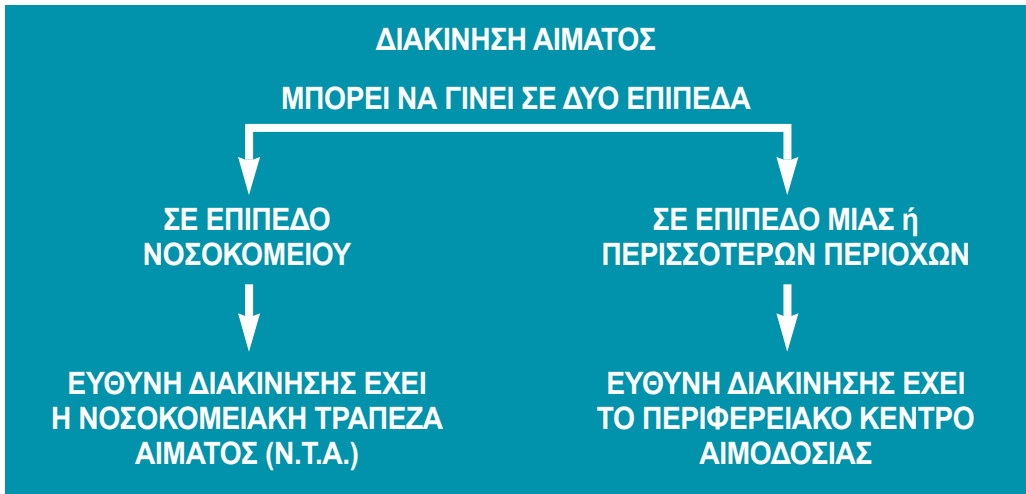 ΔΙΑΚΙΝΗΣΗ ΑΙΜΑΤΟΣ
ΜΠΟΡΕΙ ΝΑ ΓΙΝΕΙ ΣΕ ΔΥΟ ΕΠΙΠΕΔΑ
ΣΕ ΕΠΙΠΕΔΟ
ΝΟΣΟΚΟΜΕΙΟΥ
ΣΕ ΕΠΙΠΕΔΟ ΜΙΑΣ ή
ΠΕΡΙΣΣΟΤΕΡΩΝ ΠΕΡΙΟΧΩΝ
ΕΥΘΥΝΗ ΔΙΑΚΙΝΗΣΗΣ ΕΧΕΙ
Η ΝΟΣΟΚΟΜΕΙΑΚΗ ΤΡΑΠΕΖΑ
ΑΙΜΑΤΟΣ (Ν.Τ.Α.)
ΕΥΘΥΝΗ ΔΙΑΚΙΝΗΣΗΣ ΕΧΕΙ
ΤΟ ΠΕΡΙΦΕΡΕΙΑΚΟ ΚΕΝΤΡΟ
ΑΙΜΟΔΟΣΙΑΣ